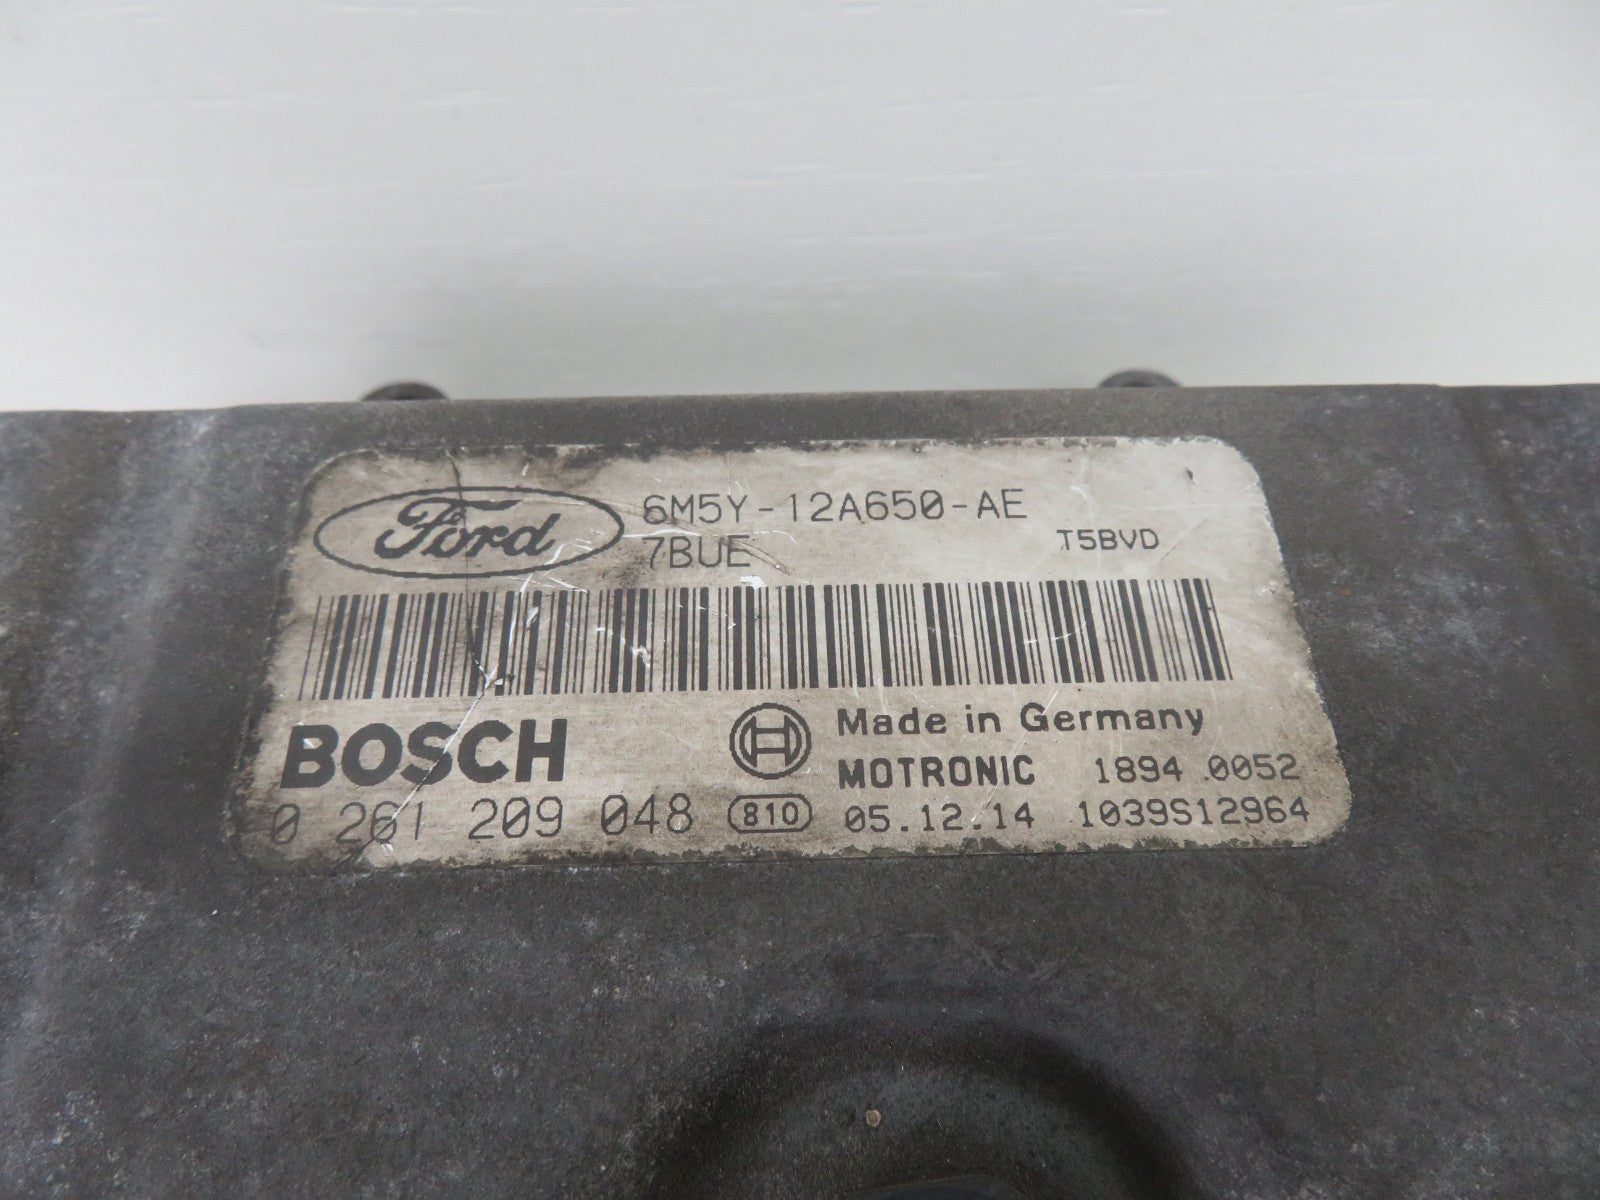 Ford 6M5Y-12A650-AE
7BUE T5BVD
BOSCH H Made in Germany
MOTRONIC 1894 .0052
0 261 209 048 810 05.12.14 1039S12964